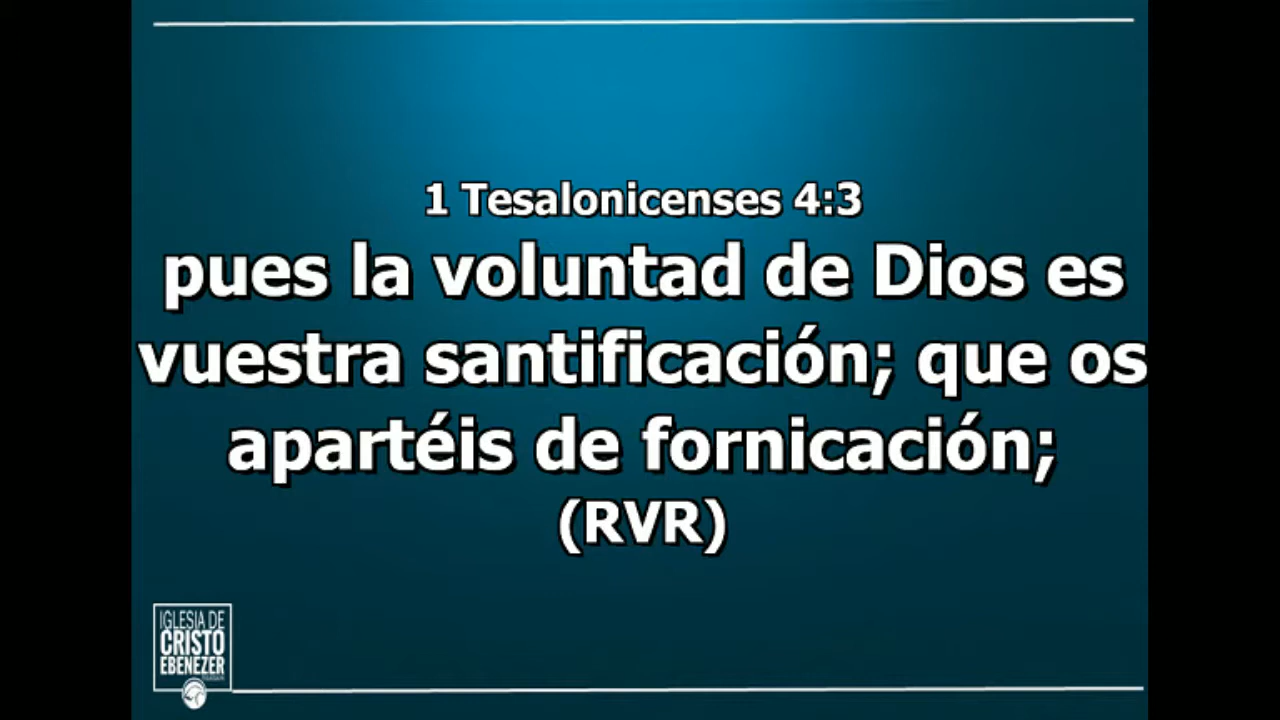 1 Tesalonicenses 4:3
pues la voluntad de Dios es
vuestra santificación; que os
apartéis de fornicación;
(RVR)
IGLESIA DE
CRISTO
EBENEZER